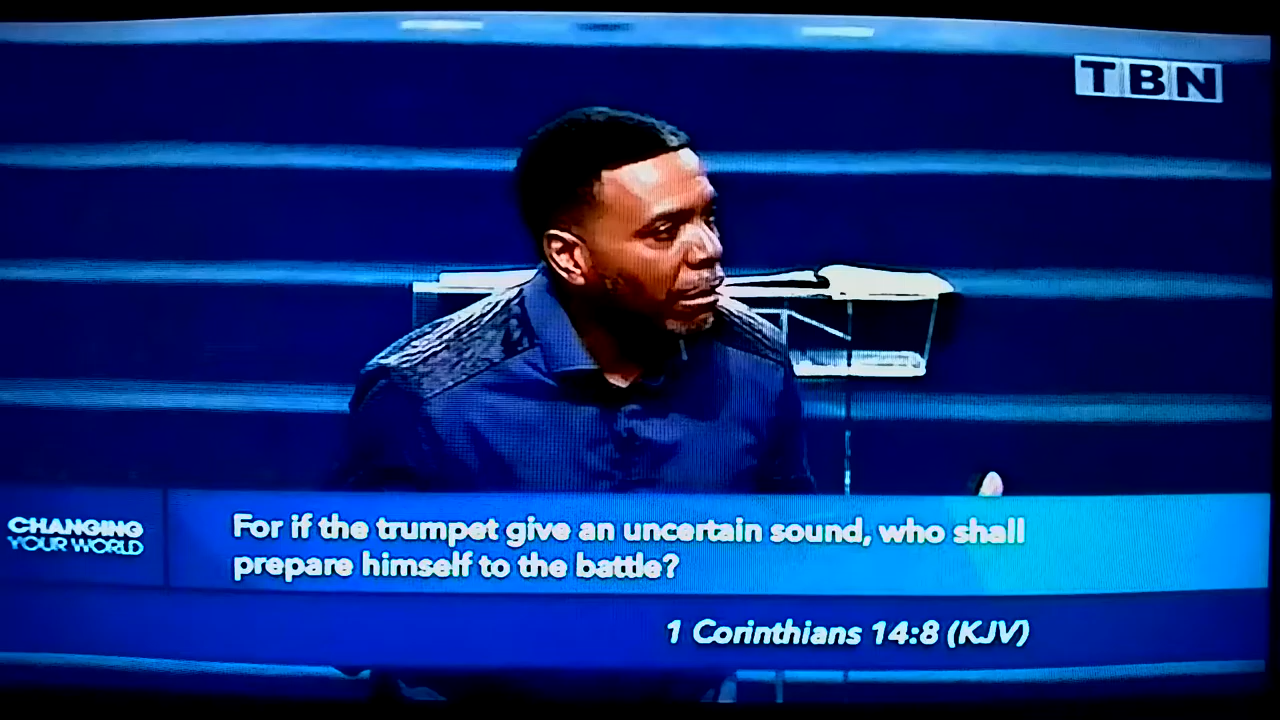 TBN
CHANGING
YOUR WORLD
For if the trumpet give an uncertain sound, who shall
prepare himself to the battle?
1 Corinthians 14:8 (KJV)